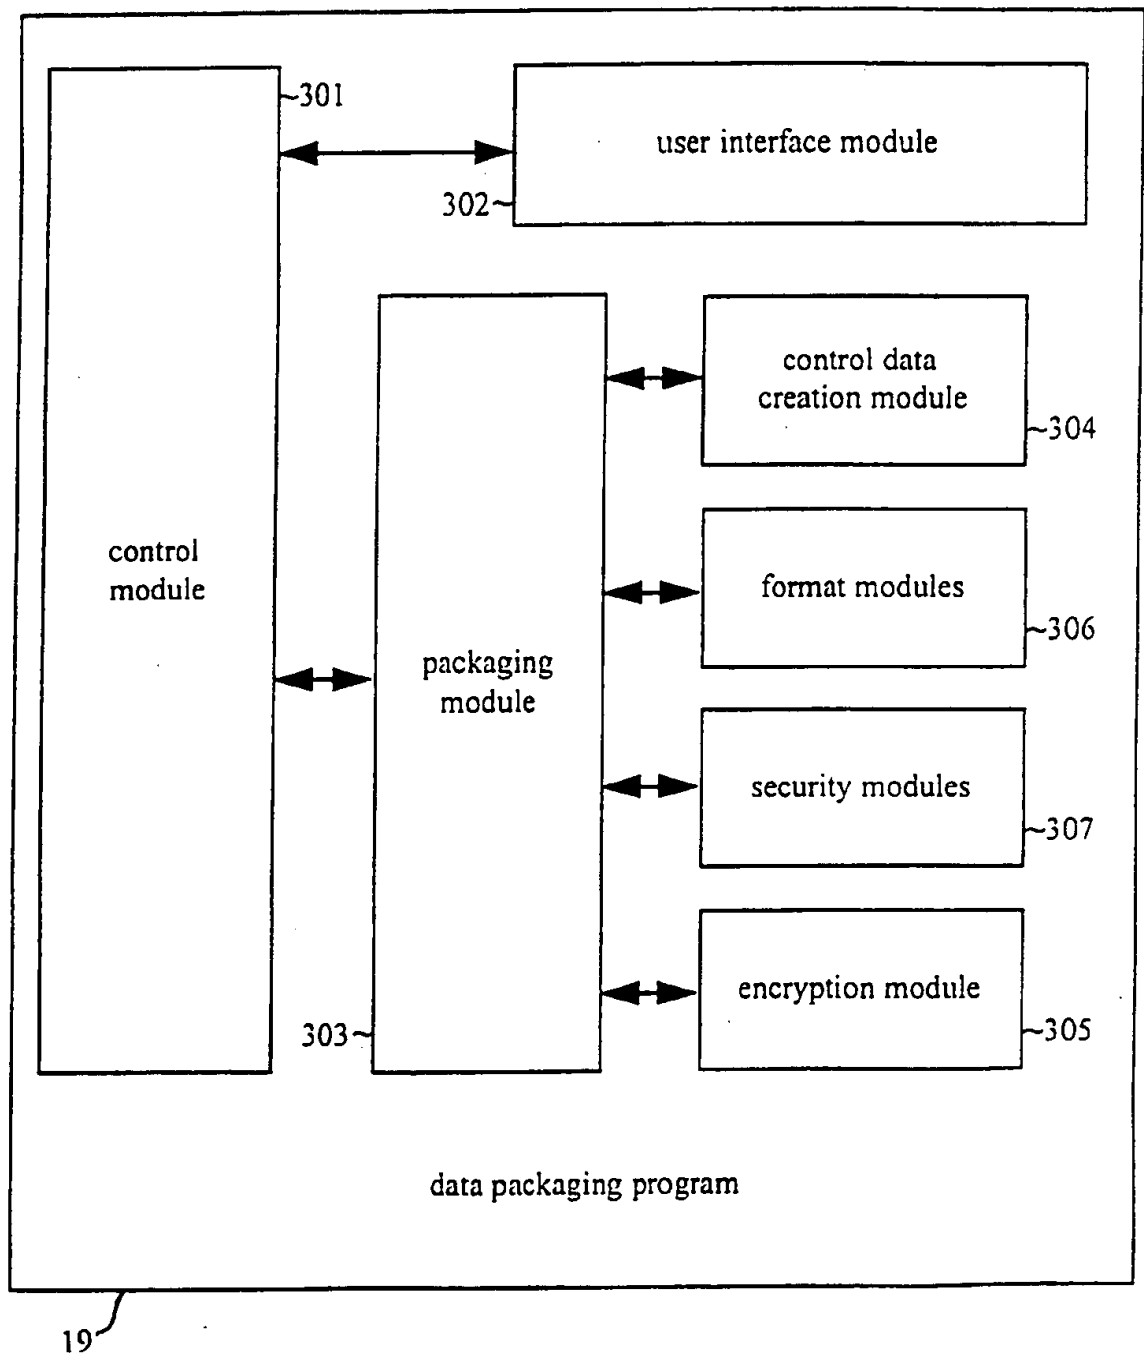 301
user interface module
302
control data
creation module
304
control
module
format modules
306
packaging
module
security modules
307
encryption module
303
305
data packaging program
19